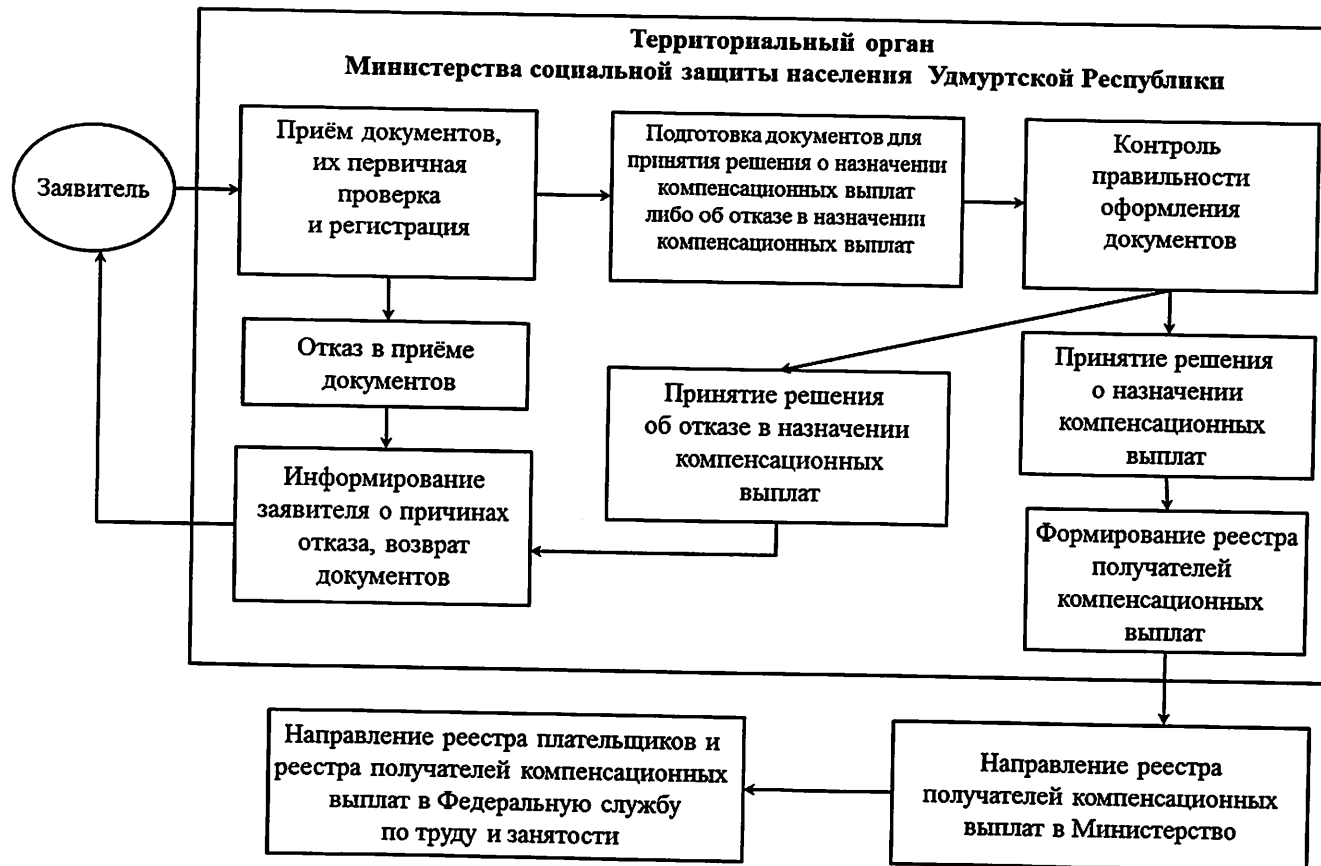 Территориальный орган
Министерства социальной защиты населения Удмуртской Республики
Заявитель
Приём документов,
их первичная
проверка
и регистрация
Подготовка документов для
принятия решения о назначении
компенсационных выплат
либо об отказе в назначении
компенсационных выплат
Контроль
правильности
оформления
документов
Отказ в приёме
документов
Принятие решения
об отказе в назначении
компенсационных
выплат
Принятие решения
о назначении
компенсационных
выплат
Информирование
заявителя о причинах
отказа, возврат
документов
Формирование реестра
получателей
компенсационных
выплат
Направление реестра плательщиков и
реестра получателей компенсационных
выплат в Федеральную службу
по труду и занятости
Направление реестра
получателей компенсационных
выплат в Министерство